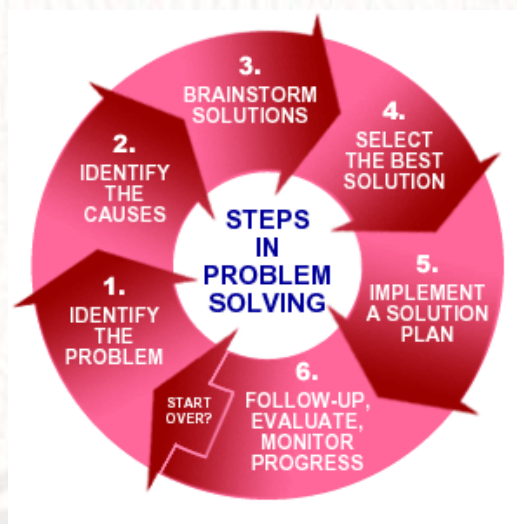 STEPS
IN
PROBLEM
SOLVING
1.
IDENTIFY
THE
PROBLEM
2.
IDENTIFY
THE
CAUSES
3.
BRAINSTORM
SOLUTIONS
4.
SELECT
THE BEST
SOLUTION
5.
IMPLEMENT
A SOLUTION
PLAN
6.
FOLLOW-UP,
EVALUATE,
MONITOR
PROGRESS
START
OVER?